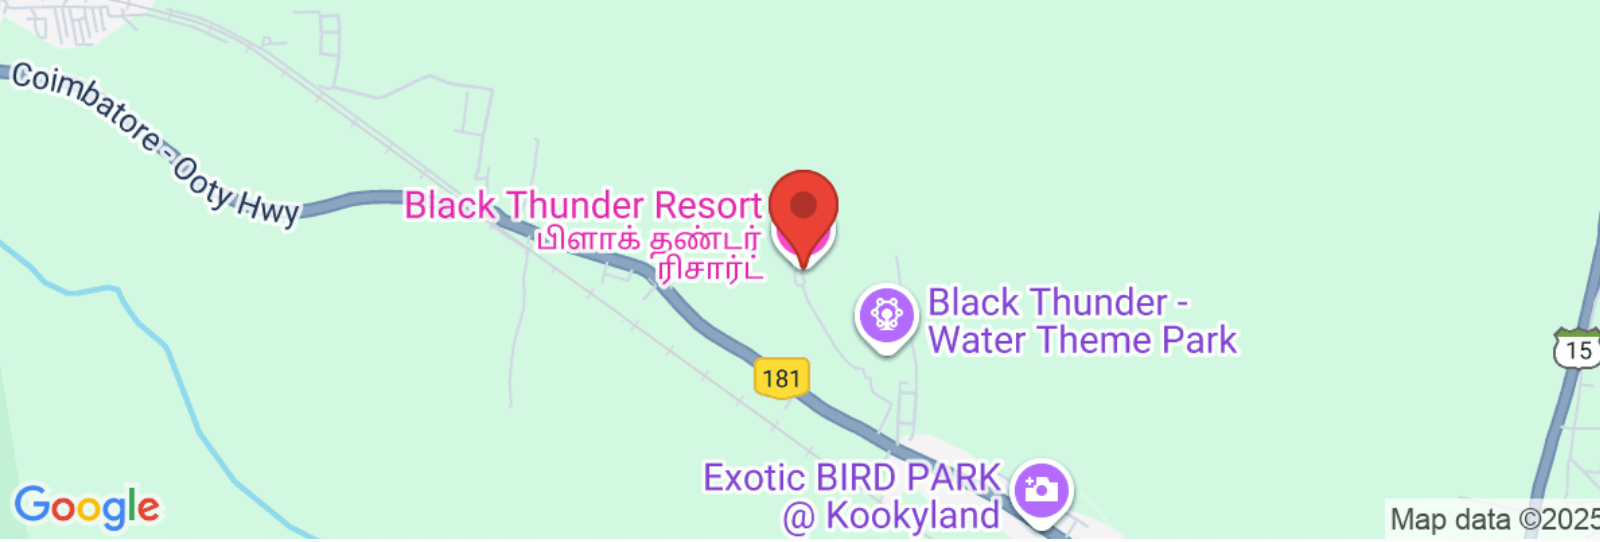 Coimbatore - Ooty Hwy
Black Thunder Resort
பிளாக் தண்டர்
ரிசார்ட்
Black Thunder -
Water Theme Park
15
181
Exotic BIRD PARK
@ Kookyland
Google
Map data ©2025